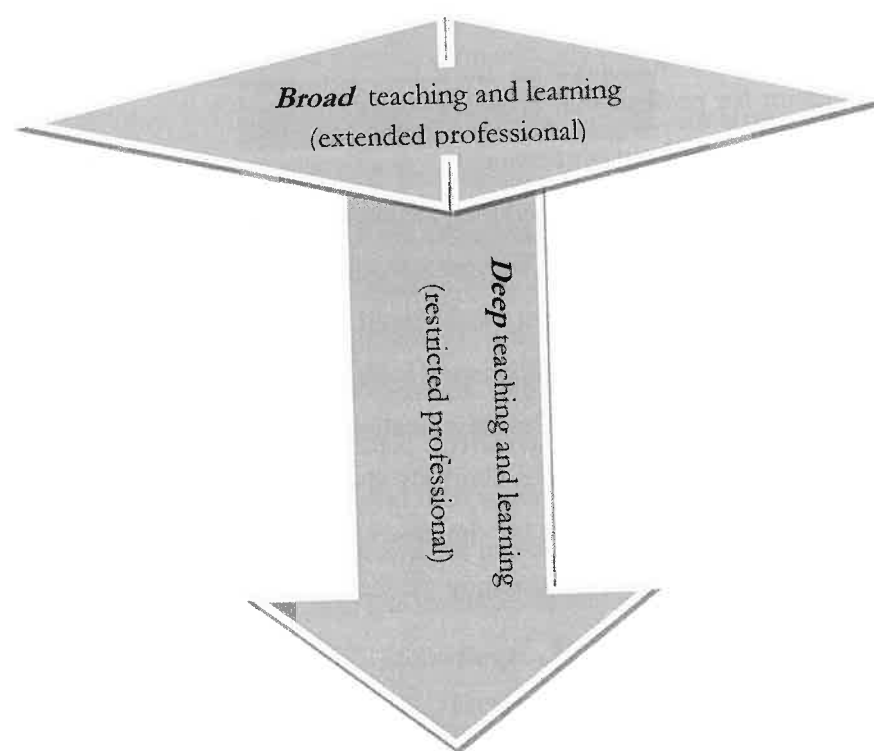 Broad teaching and learning
(extended professional)
Deep teaching and learning
(restricted professional)